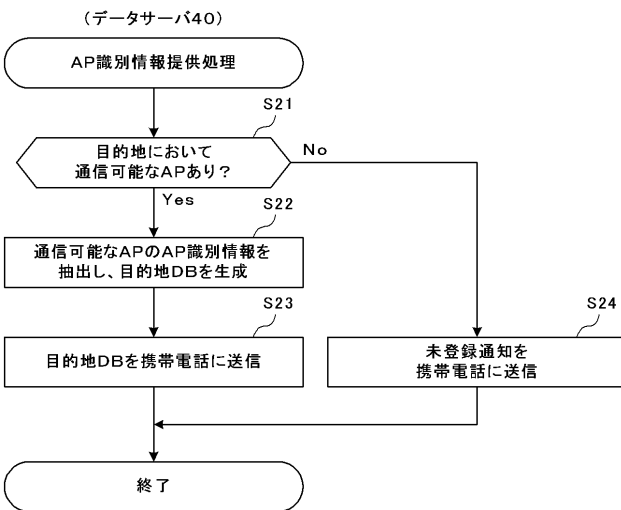 (データサーバ40)
AP識別情報提供処理
S21
目的地において
通信可能なAPあり?
No
Yes
S22
通信可能なAPのAP識別情報を
抽出し、目的地DBを生成
S23
目的地DBを携帯電話に送信
S24
未登録通知を
携帯電話に送信
終了